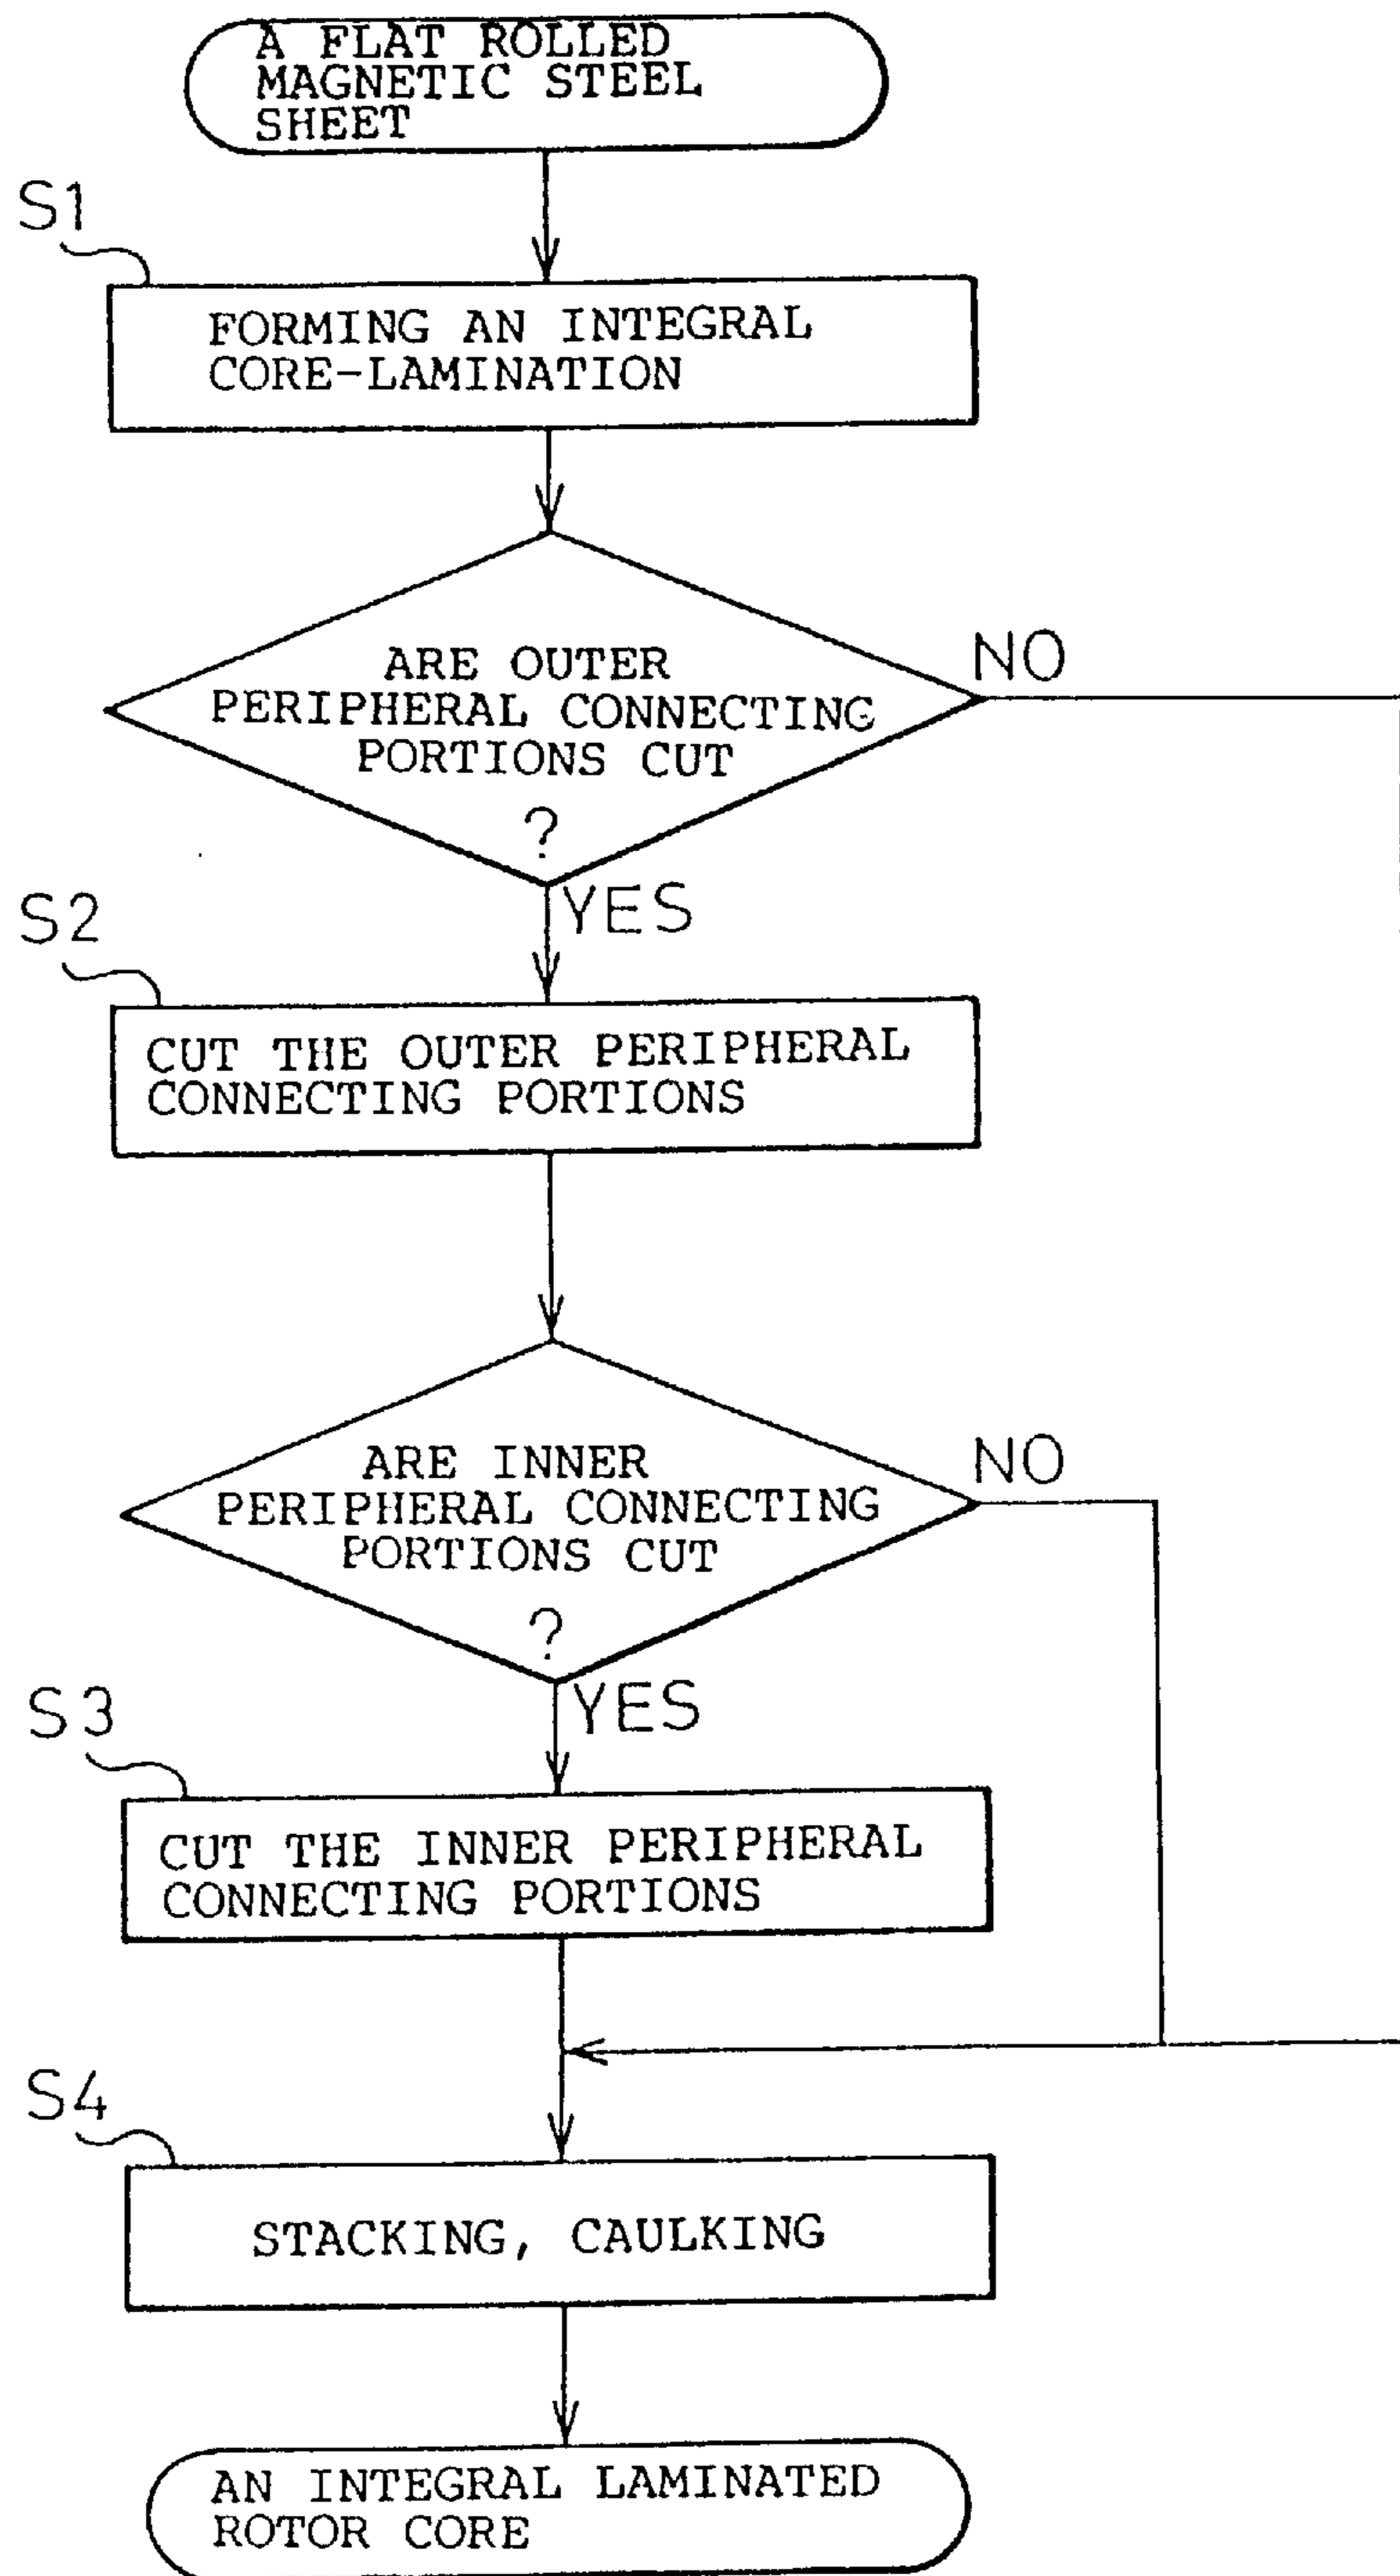 A FLAT ROLLED
MAGNETIC STEEL
SHEET
S1
FORMING AN INTEGRAL
CORE-LAMINATION
ARE OUTER
PERIPHERAL CONNECTING
PORTIONS CUT
?
NO
YES
S2
CUT THE OUTER PERIPHERAL
CONNECTING PORTIONS
ARE INNER
PERIPHERAL CONNECTING
PORTIONS CUT
?
NO
YES
S3
CUT THE INNER PERIPHERAL
CONNECTING PORTIONS
S4
STACKING, CAULKING
AN INTEGRAL LAMINATED
ROTOR CORE